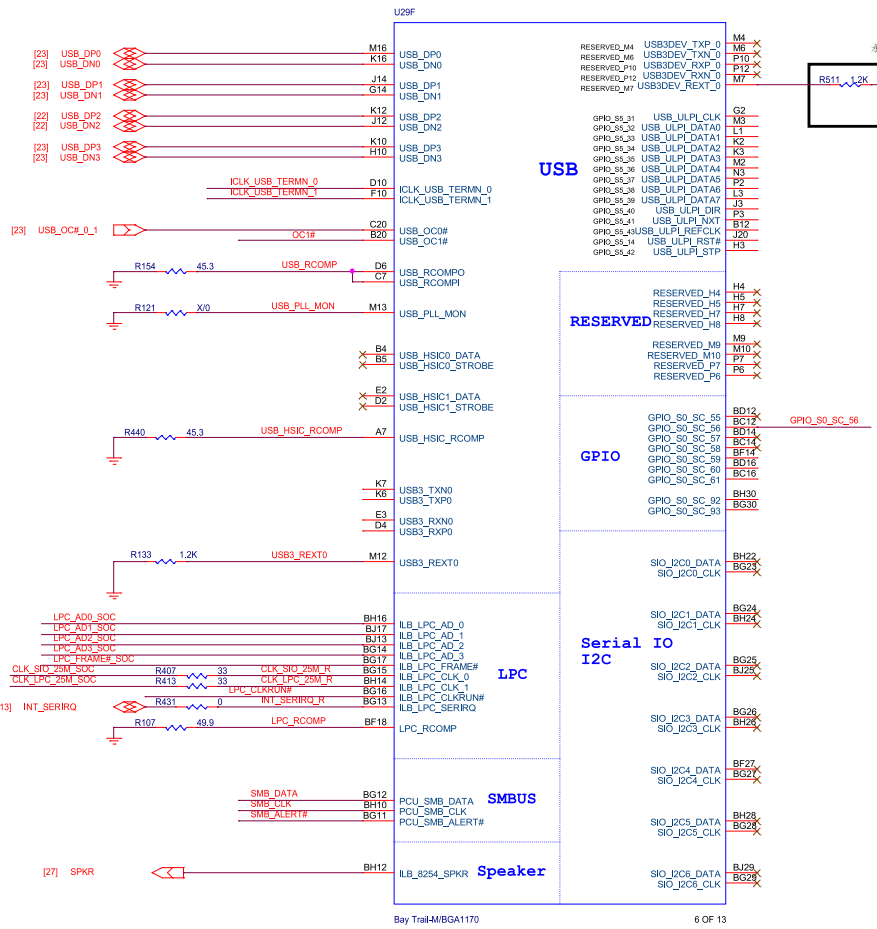 U29F
[23] USB_DP0 M16 USB_DP0
[23] USB_DN0 K16 USB_DN0
[23] USB_DP1 J14 USB_DP1
[23] USB_DN1 G14 USB_DN1
[22] USB_DP2 K12 USB_DP2
[22] USB_DN2 J12 USB_DN2
[23] USB_DP3 K10 USB_DP3
[23] USB_DN3 H10 USB_DN3
ICLK_USB_TERMN_0 D10 ICLK_USB_TERMN_0
ICLK_USB_TERMN_1 F10 ICLK_USB_TERMN_1
[23] USB_OC#_0_1 C20 USB_OC0#
OC1# B20 USB_OC1#
R154 45.3 USB_RCOMP D6 USB_RCOMPO
C7 USB_RCOMPI
R121 X/0 USB_PLL_MON M13 USB_PLL_MON
B4 USB_HSIC0_DATA
B5 USB_HSIC0_STROBE
E2 USB_HSIC1_DATA
D2 USB_HSIC1_STROBE
R440 45.3 USB_HSIC_RCOMP A7 USB_HSIC_RCOMP
K7 USB3_TXN0
K6 USB3_TXP0
E3 USB3_RXN0
D4 USB3_RXP0
R133 1.2K USB3_REXT0 M12 USB3_REXT0
LPC_AD0_SOC BH16 ILB_LPC_AD_0
LPC_AD1_SOC BJ17 ILB_LPC_AD_1
LPC_AD2_SOC BJ13 ILB_LPC_AD_2
LPC_AD3_SOC BG14 ILB_LPC_AD_3
LPC_FRAME#_SOC BG17 ILB_LPC_FRAME#
CLK_SIO_25M_SOC R407 33 CLK_SIO_25M_R BG15 ILB_LPC_CLK_0
CLK_LPC_25M_SOC R413 33 CLK_LPC_25M_R BH14 ILB_LPC_CLK_1
LPC_CLKRUN# BG16 ILB_LPC_CLKRUN#
13] INT_SERIRQ R431 0 INT_SERIRQ_R BG13 ILB_LPC_SERIRQ
R107 49.9 LPC_RCOMP BF18 LPC_RCOMP
LPC
SMB_DATA BG12 PCU_SMB_DATA
SMB_CLK BH10 PCU_SMB_CLK
SMB_ALERT# BG11 PCU_SMB_ALERT#
SMBUS
[27] SPKR BH12 ILB_8254_SPKR
Speaker
USB
RESERVED_M4 USB3DEV_TXP_0 M4
RESERVED_M6 USB3DEV_TXN_0 M6
RESERVED_P10 USB3DEV_RXP_0 P10
RESERVED_P12 USB3DEV_RXN_0 P12
RESERVED_M7 USB3DEV_REXT_0 M7 R511 1.2K
GPIO_S5_31 USB_ULPI_CLK G2
GPIO_S5_32 USB_ULPI_DATA0 M3
GPIO_S5_33 USB_ULPI_DATA1 L1
GPIO_S5_34 USB_ULPI_DATA2 K2
GPIO_S5_35 USB_ULPI_DATA3 K3
GPIO_S5_36 USB_ULPI_DATA4 M2
GPIO_S5_37 USB_ULPI_DATA5 N3
GPIO_S5_38 USB_ULPI_DATA6 P2
GPIO_S5_39 USB_ULPI_DATA7 L3
GPIO_S5_40 USB_ULPI_DIR J3
GPIO_S5_41 USB_ULPI_NXT P3
GPIO_S5_43 USB_ULPI_REFCLK B12
GPIO_S5_14 USB_ULPI_RST# J20
GPIO_S5_42 USB_ULPI_STP H3
RESERVED
RESERVED_H4 H4
RESERVED_H5 H5
RESERVED_H7 H7
RESERVED_H8 H8
RESERVED_M9 M9
RESERVED_M10 M10
RESERVED_P7 P7
RESERVED_P6 P6
GPIO
GPIO_S0_SC_55 BD12
GPIO_S0_SC_56 BC12 GPIO_S0_SC_56
GPIO_S0_SC_57 BD14
GPIO_S0_SC_58 BC14
GPIO_S0_SC_59 BF14
GPIO_S0_SC_60 BD16
GPIO_S0_SC_61 BC16
GPIO_S0_SC_92 BH30
GPIO_S0_SC_93 BG30
Serial IO
I2C
SIO_I2C0_DATA BH22
SIO_I2C0_CLK BG23
SIO_I2C1_DATA BG24
SIO_I2C1_CLK BH24
SIO_I2C2_DATA BG25
SIO_I2C2_CLK BJ25
SIO_I2C3_DATA BG26
SIO_I2C3_CLK BH26
SIO_I2C4_DATA BF27
SIO_I2C4_CLK BG27
SIO_I2C5_DATA BH28
SIO_I2C5_CLK BG28
SIO_I2C6_DATA BJ29
SIO_I2C6_CLK BG29
Bay Trail-M/BGA1170 6 OF 13